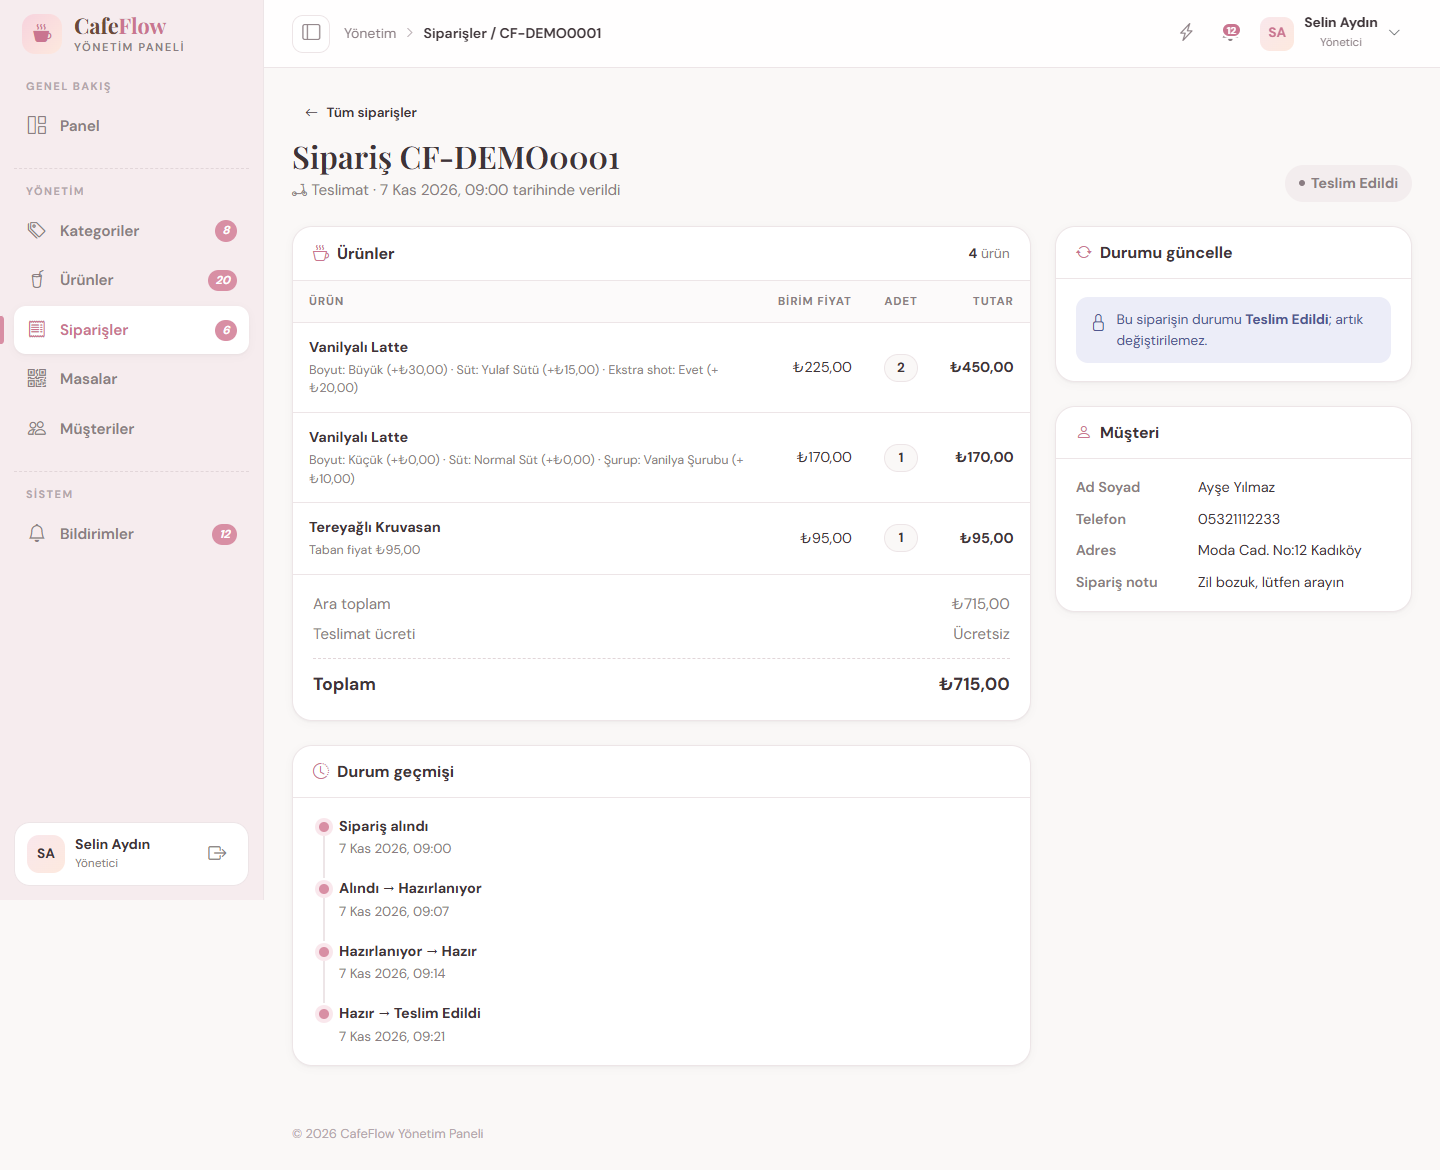 CafeFlow
YÖNETİM PANELİ
GENEL BAKIŞ
Panel
YÖNETİM
Kategoriler 8
Ürünler 20
Siparişler 6
Masalar
Müşteriler
SİSTEM
Bildirimler 12
SA
Selin Aydın
Yönetici
Yönetim > Siparişler / CF-DEMO0001
12
SA
Selin Aydın
Yönetici
← Tüm siparişler
Sipariş CF-DEMO0001
Teslimat · 7 Kas 2026, 09:00 tarihinde verildi
• Teslim Edildi
Ürünler 4 ürün
ÜRÜN BİRİM FİYAT ADET TUTAR
Vanilyalı Latte
Boyut: Büyük (+₺30,00) · Süt: Yulaf Sütü (+₺15,00) · Ekstra shot: Evet (+
₺20,00)
₺225,00 2 ₺450,00
Vanilyalı Latte
Boyut: Küçük (+₺0,00) · Süt: Normal Süt (+₺0,00) · Şurup: Vanilya Şurubu (+
₺10,00)
₺170,00 1 ₺170,00
Tereyağlı Kruvasan
Taban fiyat ₺95,00
₺95,00 1 ₺95,00
Ara toplam ₺715,00
Teslimat ücreti Ücretsiz
Toplam ₺715,00
Durum geçmişi
Sipariş alındı
7 Kas 2026, 09:00
Alındı → Hazırlanıyor
7 Kas 2026, 09:07
Hazırlanıyor → Hazır
7 Kas 2026, 09:14
Hazır → Teslim Edildi
7 Kas 2026, 09:21
Durumu güncelle
Bu siparişin durumu Teslim Edildi; artık
değiştirilemez.
Müşteri
Ad Soyad Ayşe Yılmaz
Telefon 05321112233
Adres Moda Cad. No:12 Kadıköy
Sipariş notu Zil bozuk, lütfen arayın
© 2026 CafeFlow Yönetim Paneli